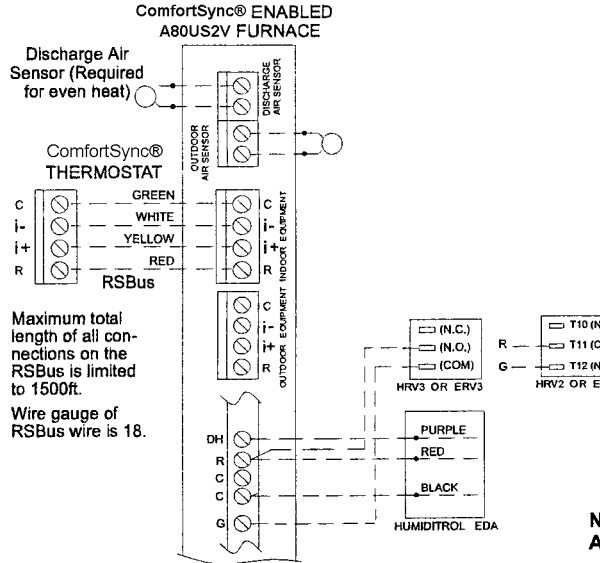 ComfortSync® ENABLED
A80US2V FURNACE
Discharge Air
Sensor (Required
for even heat)
DISCHARGE
AIR SENSOR
OUTDOOR
AIR SENSOR
ComfortSync®
THERMOSTAT
C GREEN C
i- WHITE i-
i+ YELLOW i+
R RED R
RSBus
INDOOR EQUIPMENT
C
i-
i+
R
OUTDOOR EQUIPMENT
Maximum total
length of all con-
nections on the
RSBus is limited
to 1500ft.
Wire gauge of
RSBus wire is 18.
(N.C.)
(N.O.)
(COM)
HRV3 OR ERV3
T10 (N
R T11 (C
G T12 (N
HRV2 OR E
DH PURPLE
R RED
C
C BLACK
G
HUMIDITROL EDA
N
A